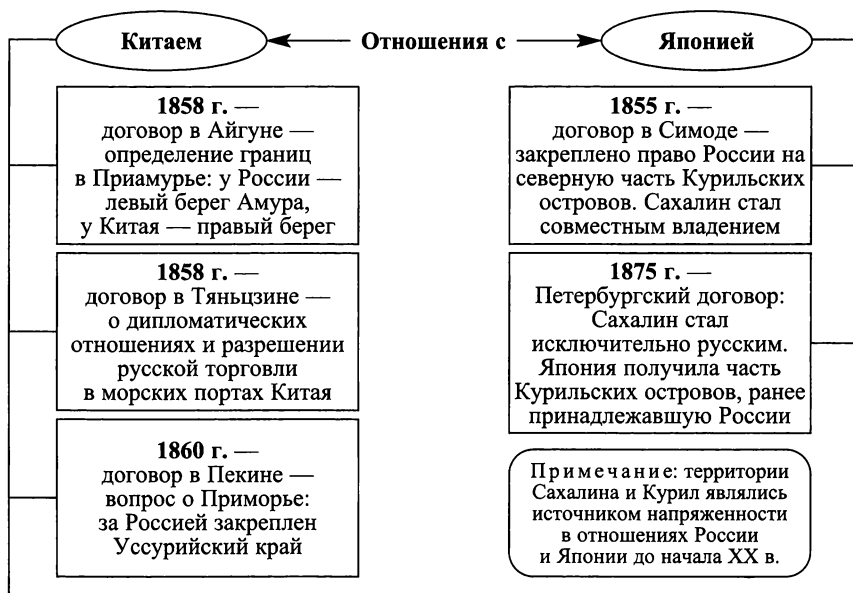 Китаем
Отношения с
Японией
1858 г. —
договор в Айгуне —
определение границ
в Приамурье: у России —
левый берег Амура,
у Китая — правый берег
1858 г. —
договор в Тяньцзине —
о дипломатических
отношениях и разрешении
русской торговли
в морских портах Китая
1860 г. —
договор в Пекине —
вопрос о Приморье:
за Россией закреплен
Уссурийский край
1855 г. —
договор в Симоде —
закреплено право России на
северную часть Курильских
островов. Сахалин стал
совместным владением
1875 г. —
Петербургский договор:
Сахалин стал
исключительно русским.
Япония получила часть
Курильских островов, ранее
принадлежавшую России
Примечание: территории
Сахалина и Курил являлись
источником напряженности
в отношениях России
и Японии до начала XX в.